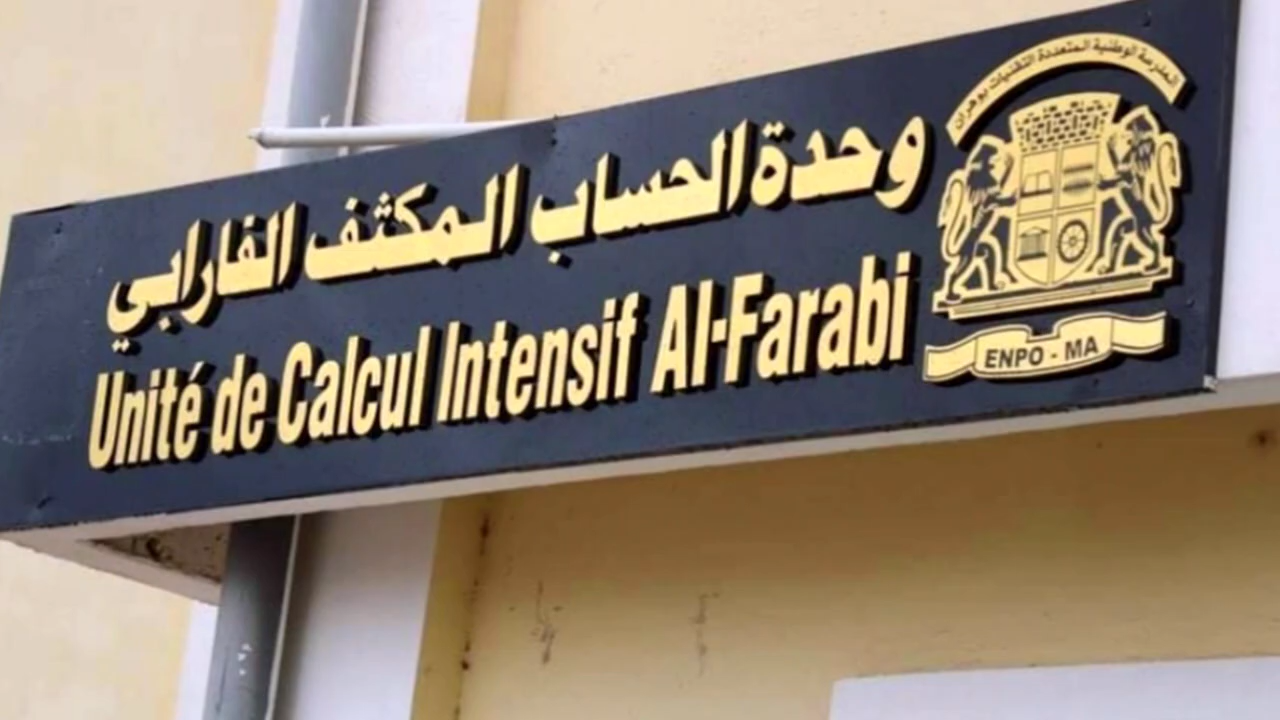 المدرسة الوطنية المتعددة التقنيات بوهران
وحدة الحساب المكثف الفارابي
Unité de Calcul Intensif Al-Farabi
ENPO - MA